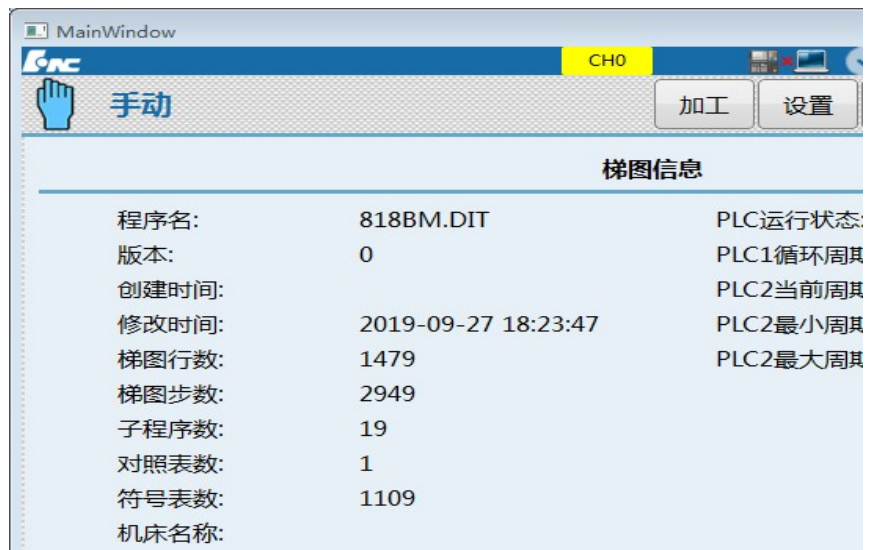 MainWindow
CH0
手动
加工
设置
梯图信息
程序名: 818BM.DIT PLC运行状态:
版本: 0 PLC1循环周期
创建时间: PLC2当前周期
修改时间: 2019-09-27 18:23:47 PLC2最小周期
梯图行数: 1479 PLC2最大周期
梯图步数: 2949
子程序数: 19
对照表数: 1
符号表数: 1109
机床名称: